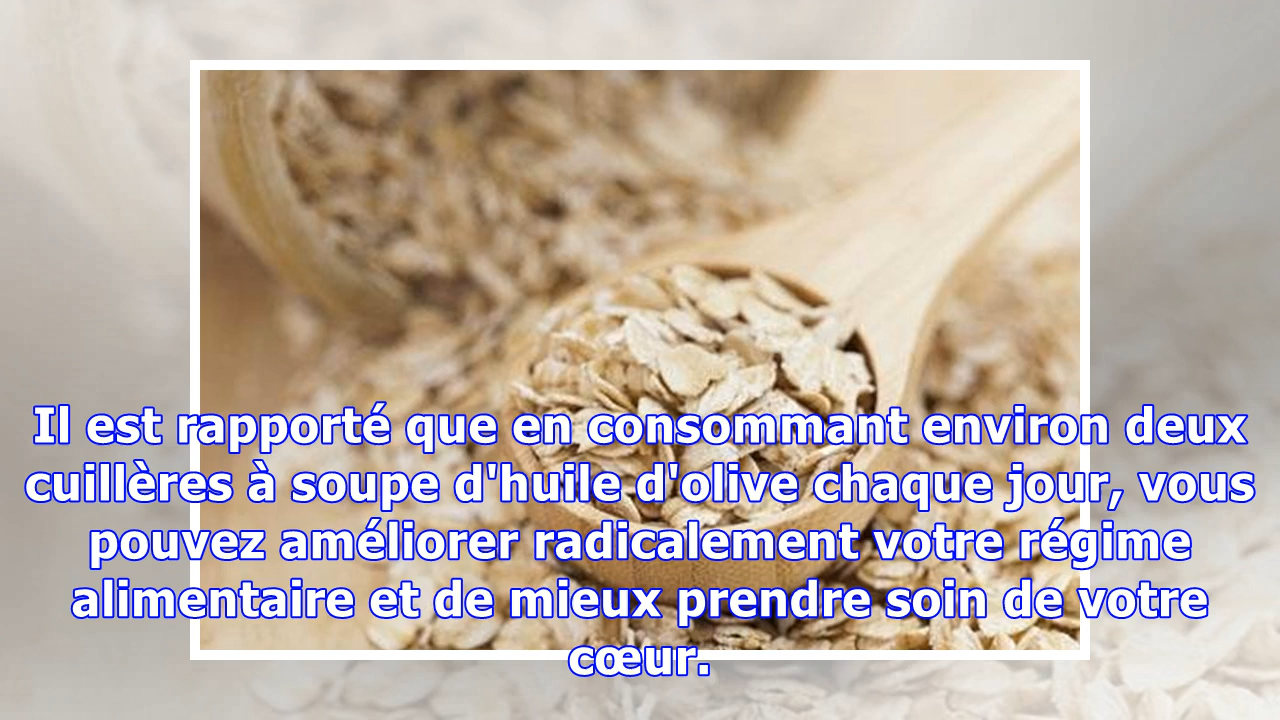 Il est rapporté que en consommant environ deux
cuillères à soupe d'huile d'olive chaque jour, vous
pouvez améliorer radicalement votre régime
alimentaire et de mieux prendre soin de votre
cœur.